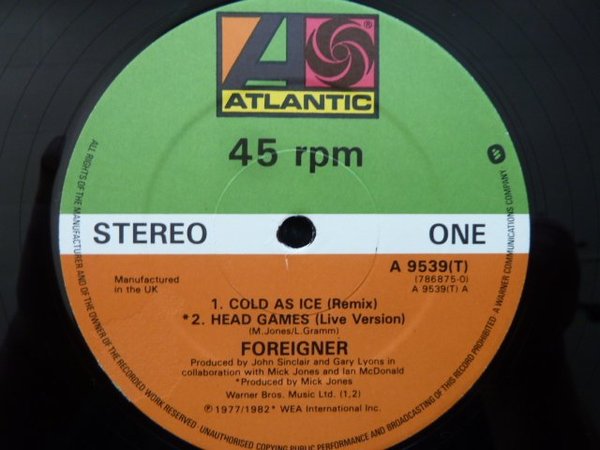 ATLANTIC
®
45 rpm
STEREO ONE
A 9539(T)
(786875-0)
A 9539(T) A
Manufactured
in the UK
1. COLD AS ICE (Remix)
*2. HEAD GAMES (Live Version)
(M.Jones/L.Gramm)
FOREIGNER
Produced by John Sinclair and Gary Lyons in
collaboration with Mick Jones and Ian McDonald
*Produced by Mick Jones
Warner Bros. Music Ltd. (1,2)
℗ 1977/1982* WEA International Inc.
ALL RIGHTS OF THE MANUFACTURER AND OF THE OWNER OF THE RECORDED WORK RESERVED. UNAUTHORISED COPYING PUBLIC PERFORMANCE AND BROADCASTING OF THIS RECORD PROHIBITED · A WARNER COMMUNICATIONS COMPANY